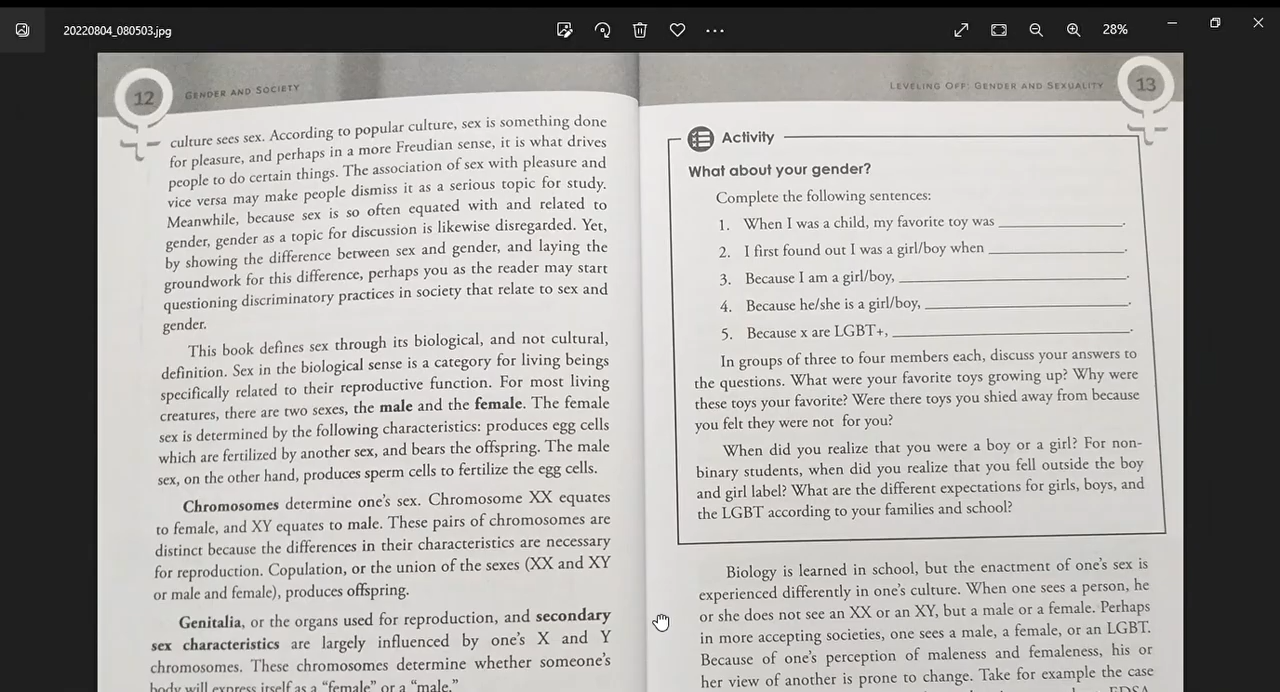 20220804_080503.jpg
28%
12
GENDER AND SOCIETY
culture sees sex. According to popular culture, sex is something done
for pleasure, and perhaps in a more Freudian sense, it is what drives
people to do certain things. The association of sex with pleasure and
vice versa may make people dismiss it as a serious topic for study.
Meanwhile, because sex is so often equated with and related to
gender, gender as a topic for discussion is likewise disregarded. Yet,
by showing the difference between sex and gender, and laying the
groundwork for this difference, perhaps you as the reader may start
questioning discriminatory practices in society that relate to sex and
gender.
This book defines sex through its biological, and not cultural,
definition. Sex in the biological sense is a category for living beings
specifically related to their reproductive function. For most living
creatures, there are two sexes, the male and the female. The female
sex is determined by the following characteristics: produces egg cells
which are fertilized by another sex, and bears the offspring. The male
sex, on the other hand, produces sperm cells to fertilize the egg cells.
Chromosomes determine one's sex. Chromosome XX equates
to female, and XY equates to male. These pairs of chromosomes are
distinct because the differences in their characteristics are necessary
for reproduction. Copulation, or the union of the sexes (XX and XY
or male and female), produces offspring.
Genitalia, or the organs used for reproduction, and secondary
sex characteristics are largely influenced by one's X and Y
chromosomes. These chromosomes determine whether someone's
body will express itself as a "female" or a "male."
LEVELING OFF: GENDER AND SEXUALITY
13
Activity
What about your gender?
Complete the following sentences:
1. When I was a child, my favorite toy was ____________.
2. I first found out I was a girl/boy when ____________.
3. Because I am a girl/boy, ____________.
4. Because he/she is a girl/boy, ____________.
5. Because x are LGBT+, ____________.
In groups of three to four members each, discuss your answers to
the questions. What were your favorite toys growing up? Why were
these toys your favorite? Were there toys you shied away from because
you felt they were not for you?
When did you realize that you were a boy or a girl? For non-
binary students, when did you realize that you fell outside the boy
and girl label? What are the different expectations for girls, boys, and
the LGBT according to your families and school?
Biology is learned in school, but the enactment of one's sex is
experienced differently in one's culture. When one sees a person, he
or she does not see an XX or an XY, but a male or a female. Perhaps
in more accepting societies, one sees a male, a female, or an LGBT.
Because of one's perception of maleness and femaleness, his or
her view of another is prone to change. Take for example the case